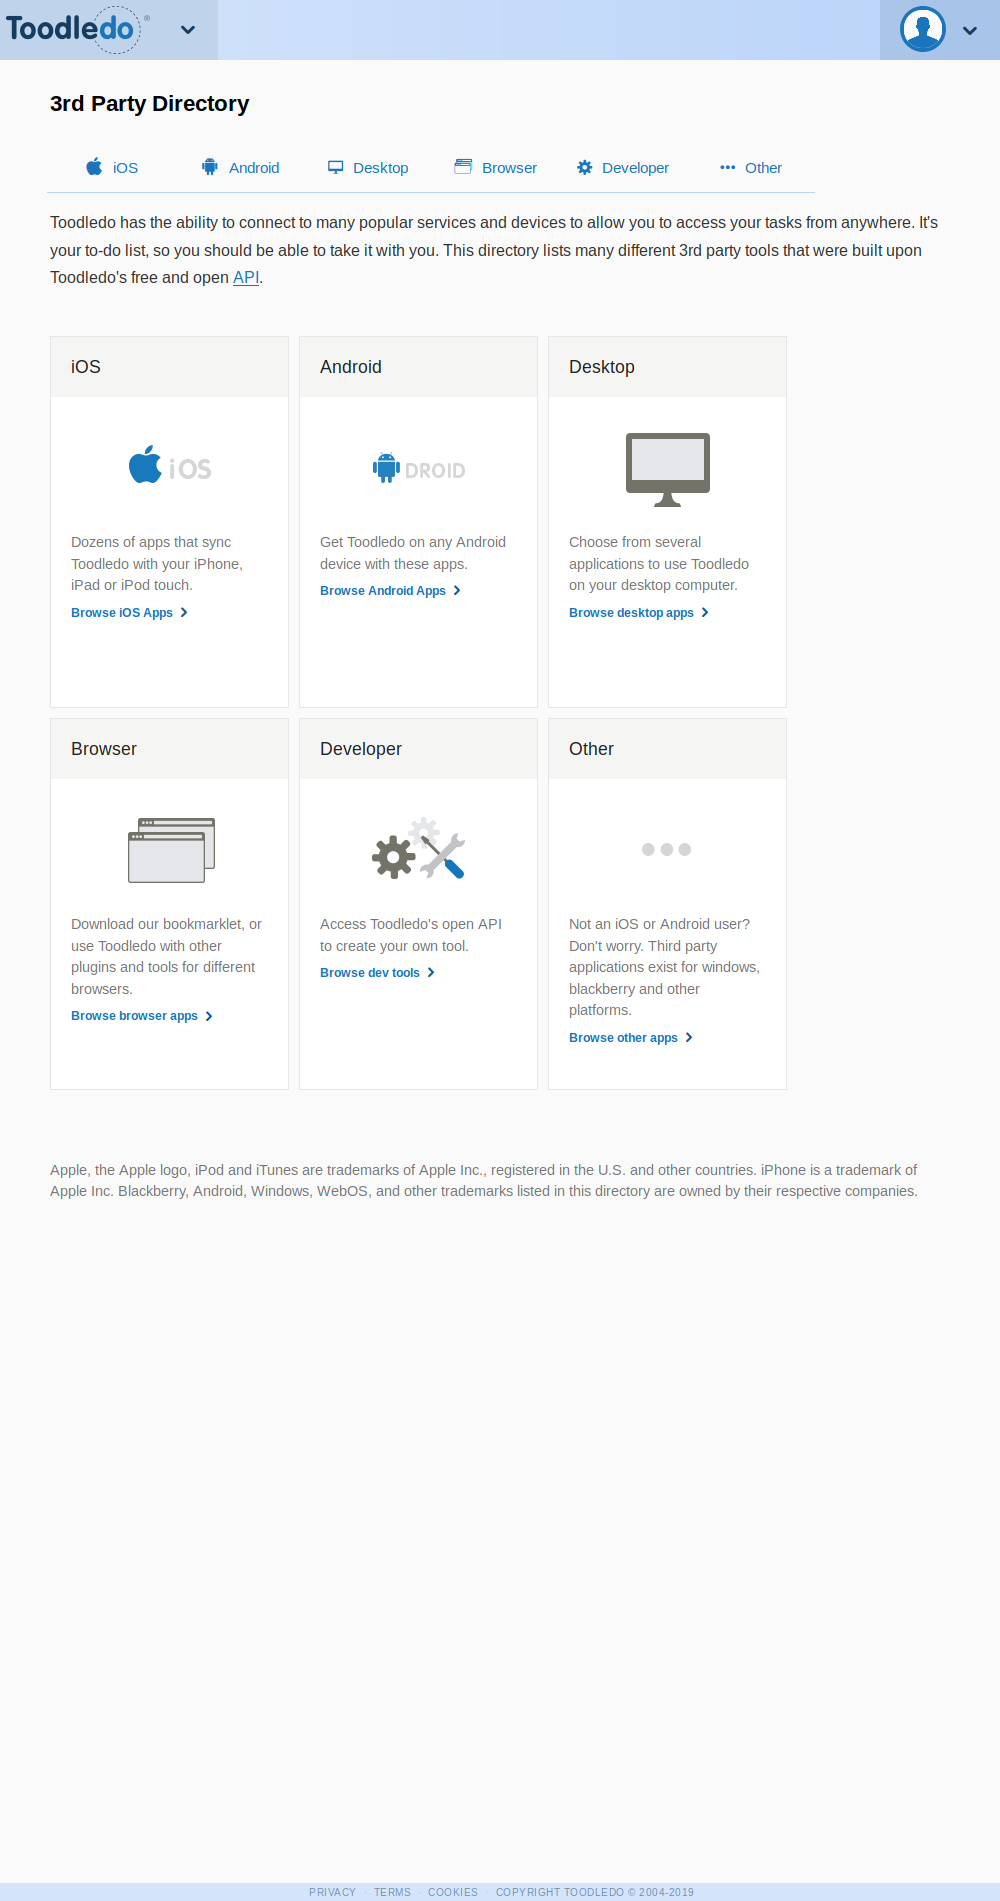 Toodledo®
3rd Party Directory
iOS Android Desktop Browser Developer Other
Toodledo has the ability to connect to many popular services and devices to allow you to access your tasks from anywhere. It's
your to-do list, so you should be able to take it with you. This directory lists many different 3rd party tools that were built upon
Toodledo's free and open API.
iOS
iOS
Dozens of apps that sync
Toodledo with your iPhone,
iPad or iPod touch.
Browse iOS Apps
Android
DROID
Get Toodledo on any Android
device with these apps.
Browse Android Apps
Desktop
Choose from several
applications to use Toodledo
on your desktop computer.
Browse desktop apps
Browser
Download our bookmarklet, or
use Toodledo with other
plugins and tools for different
browsers.
Browse browser apps
Developer
Access Toodledo's open API
to create your own tool.
Browse dev tools
Other
Not an iOS or Android user?
Don't worry. Third party
applications exist for windows,
blackberry and other
platforms.
Browse other apps
Apple, the Apple logo, iPod and iTunes are trademarks of Apple Inc., registered in the U.S. and other countries. iPhone is a trademark of
Apple Inc. Blackberry, Android, Windows, WebOS, and other trademarks listed in this directory are owned by their respective companies.
PRIVACY · TERMS · COOKIES · COPYRIGHT TOODLEDO © 2004-2019